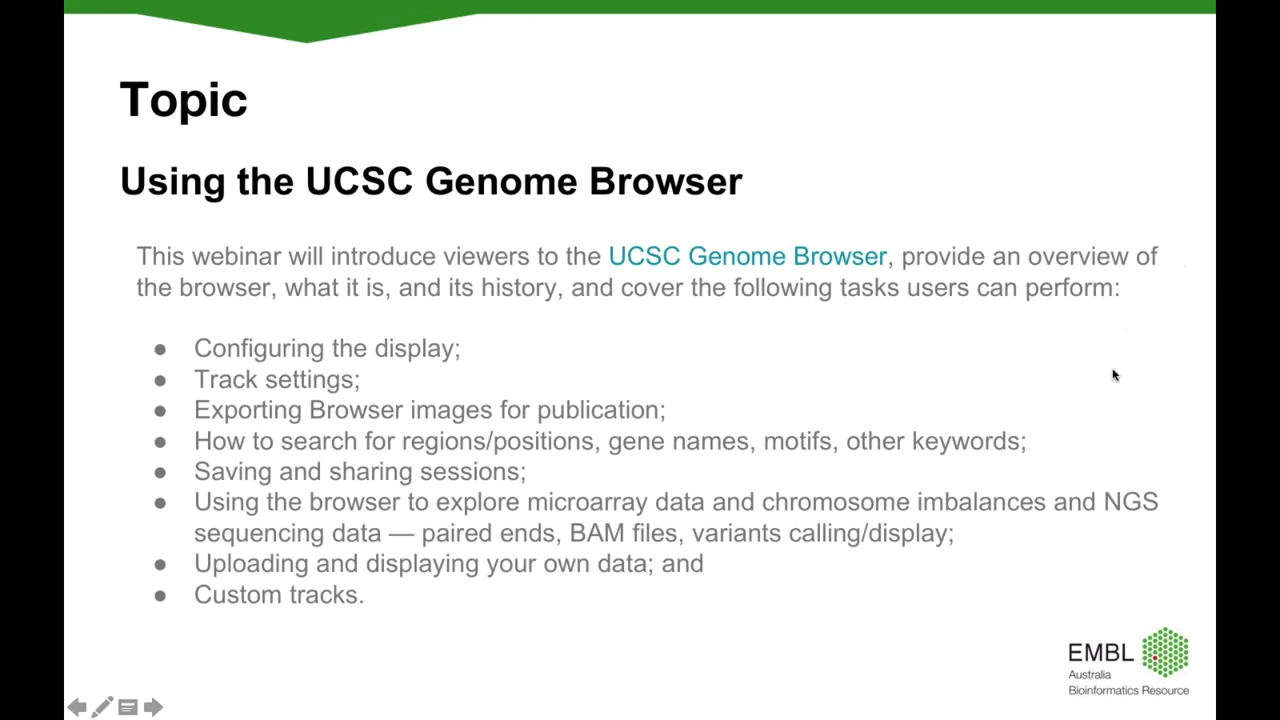 Topic
Using the UCSC Genome Browser
This webinar will introduce viewers to the UCSC Genome Browser, provide an overview of
the browser, what it is, and its history, and cover the following tasks users can perform:
● Configuring the display;
● Track settings;
● Exporting Browser images for publication;
● How to search for regions/positions, gene names, motifs, other keywords;
● Saving and sharing sessions;
● Using the browser to explore microarray data and chromosome imbalances and NGS
sequencing data — paired ends, BAM files, variants calling/display;
● Uploading and displaying your own data; and
● Custom tracks.
EMBL
Australia
Bioinformatics Resource